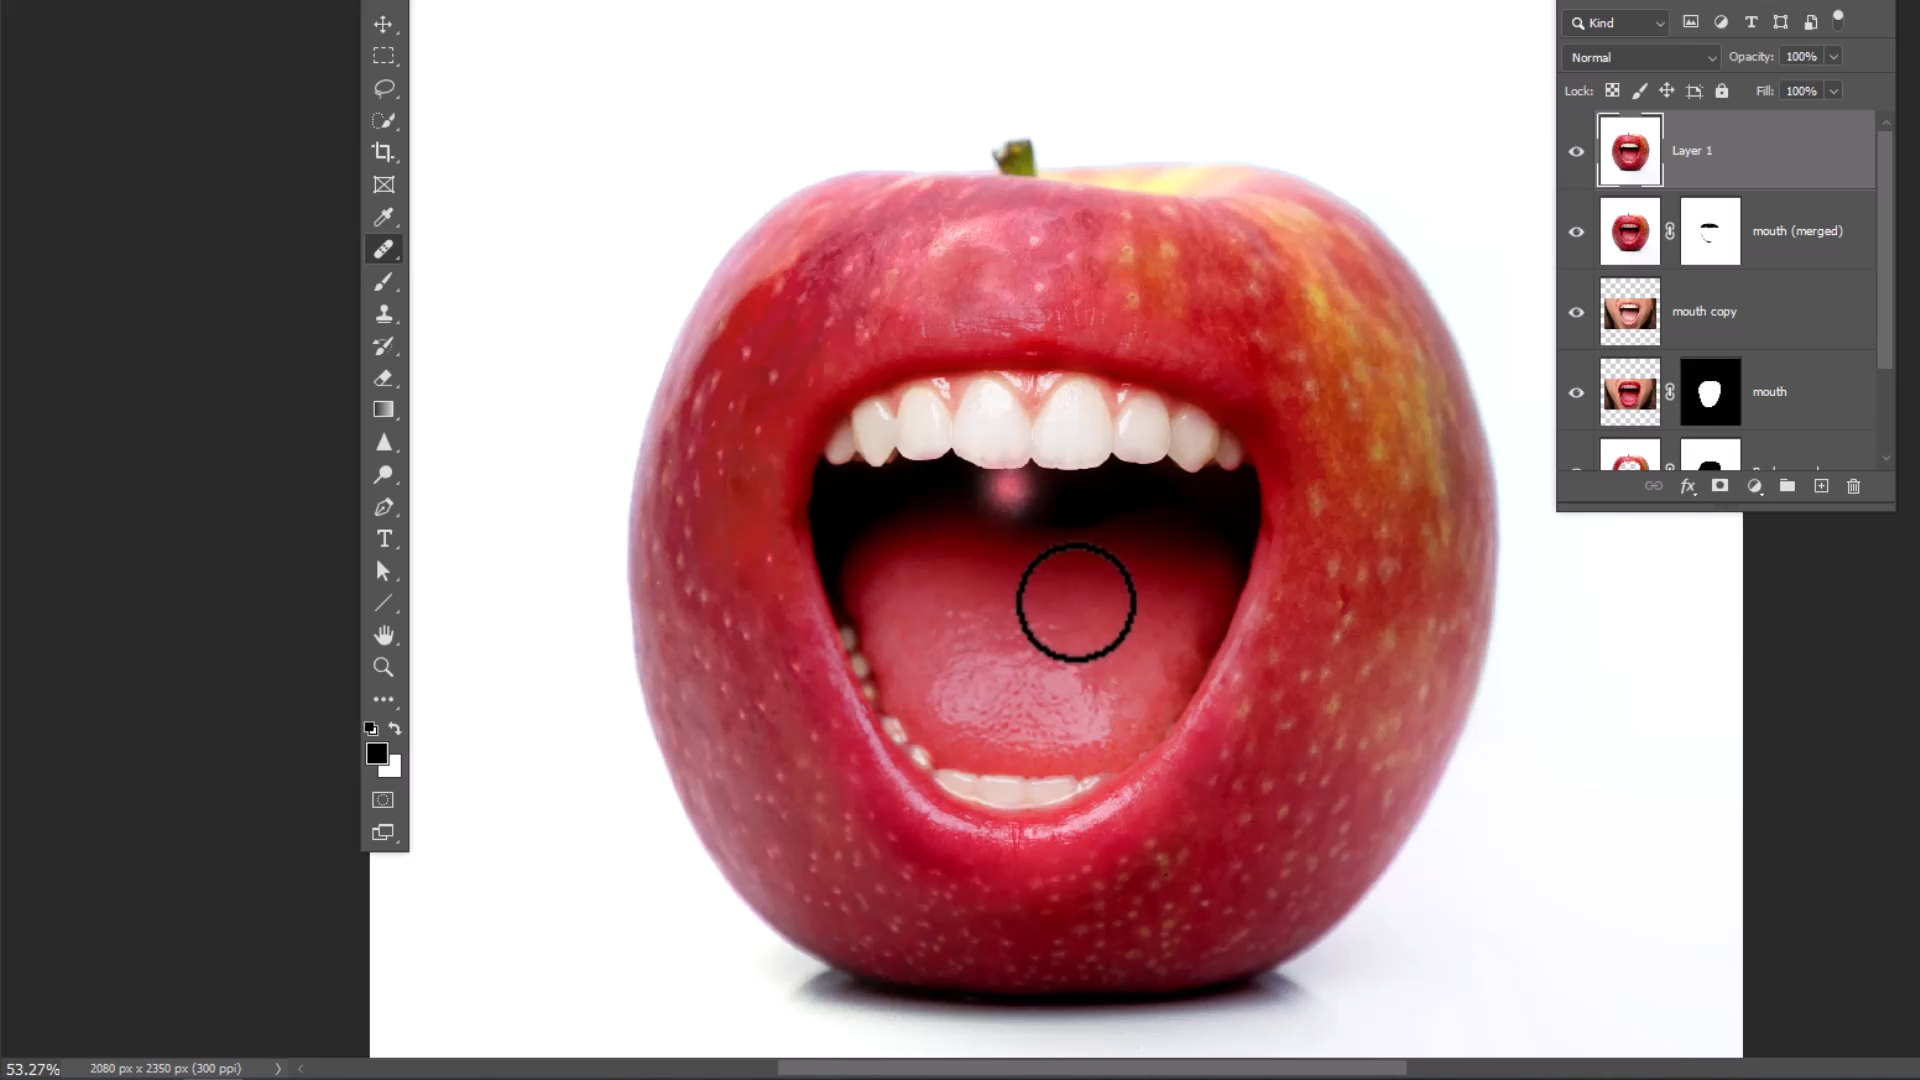 Kind
Normal
Opacity: 100%
Lock:
Fill: 100%
Layer 1
mouth (merged)
mouth copy
mouth
fx
53.27%
2080 px x 2350 px (300 ppi)